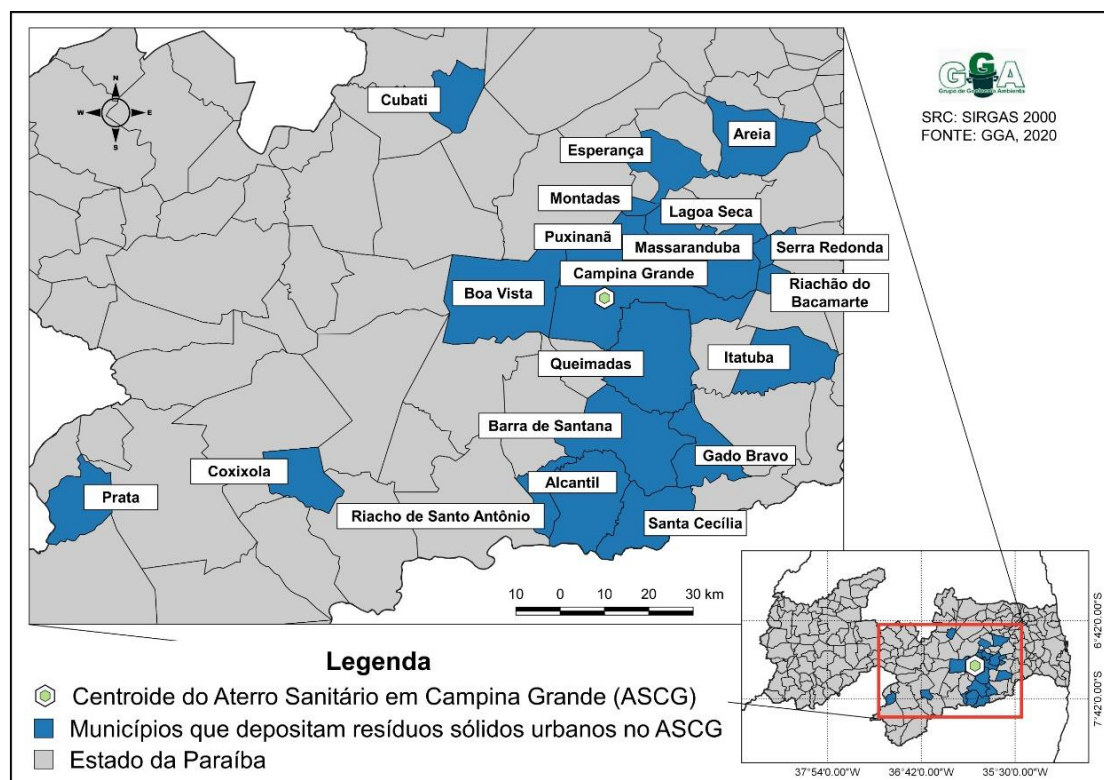 N
W
E
S
Cubati
Areia
Esperança
Montadas
Lagoa Seca
Puxinanã
Massaranduba
Serra Redonda
Campina Grande
Boa Vista
Riachão do
Bacamarte
Queimadas
Itatuba
Barra de Santana
Gado Bravo
Coxixola
Alcantil
Prata
Riacho de Santo Antônio
Santa Cecília
10 0 10 20 30 km
GGA
SRC: SIRGAS 2000
FONTE: GGA, 2020
Legenda
Centroide do Aterro Sanitário em Campina Grande (ASCG)
Municípios que depositam resíduos sólidos urbanos no ASCG
Estado da Paraíba
6°42'0.00"S
7°42'0.00"S
37°54'0.00"W 36°42'0.00"W 35°30'0.00"W